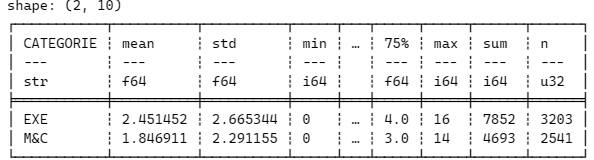 shape: (2, 10)
CATEGORIE ┆ mean ┆ std ┆ min ┆ … ┆ 75% ┆ max ┆ sum ┆ n
--- ┆ --- ┆ --- ┆ --- ┆ ┆ --- ┆ --- ┆ --- ┆ ---
str ┆ f64 ┆ f64 ┆ i64 ┆ ┆ f64 ┆ i64 ┆ i64 ┆ u32
EXE ┆ 2.451452 ┆ 2.665344 ┆ 0 ┆ … ┆ 4.0 ┆ 16 ┆ 7852 ┆ 3203
M&C ┆ 1.846911 ┆ 2.291155 ┆ 0 ┆ … ┆ 3.0 ┆ 14 ┆ 4693 ┆ 2541